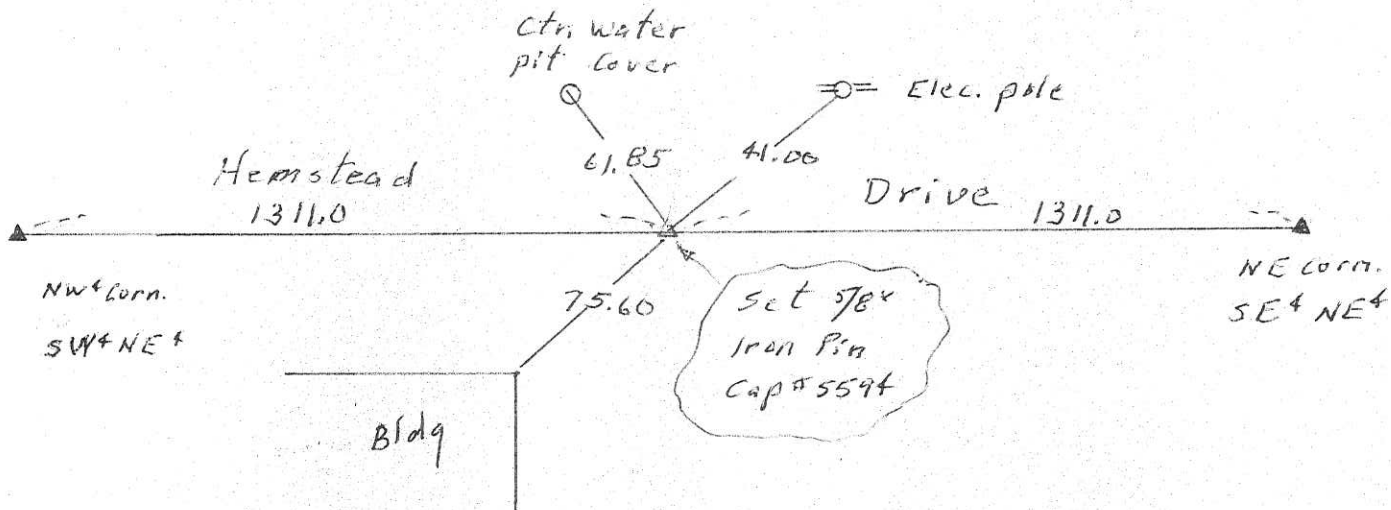 Ctr. water
pit Cover
Elec. pole
61.85
41.00
Hemstead
Drive
1311.0
1311.0
NW⁴ Corn.
SW⁴ NE⁴
NE Corn.
SE⁴ NE⁴
75.60
Set 5/8"
Iron Pin
Cap # 5594
Bldg